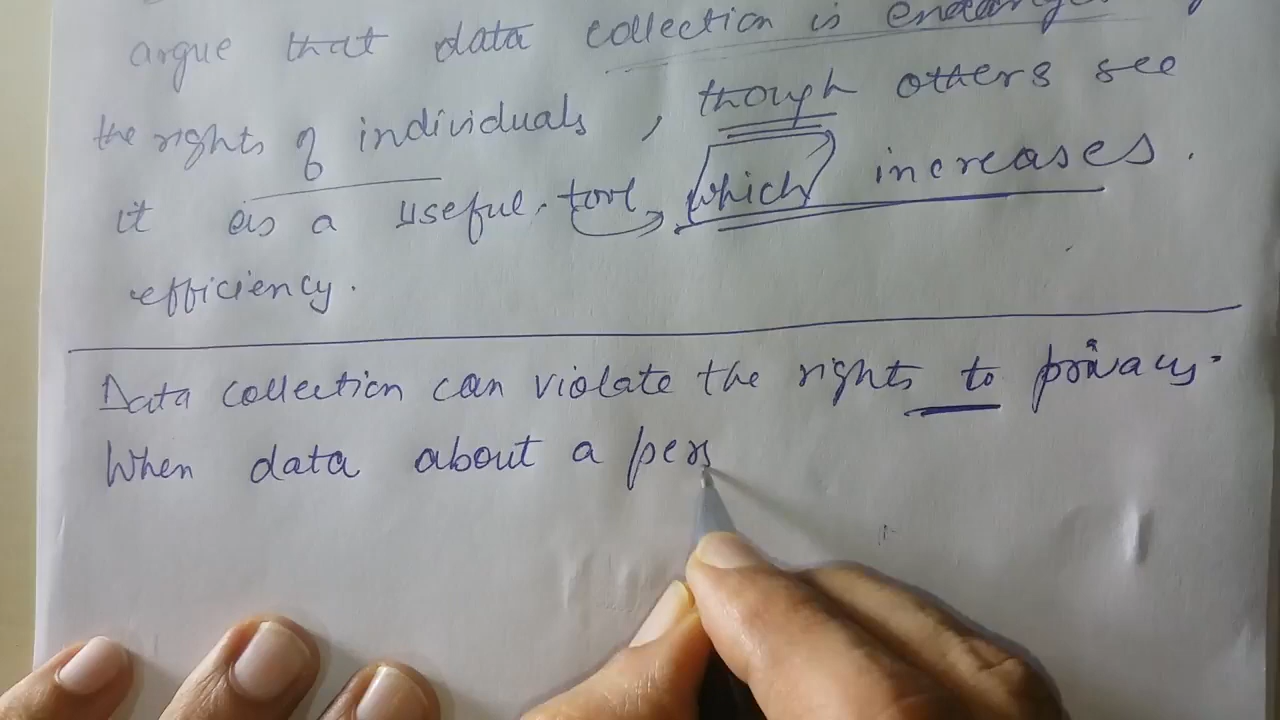 argue that data collection is endanger
the rights of individuals, though others see
it as a useful tool which increases.
efficiency.
Data collection can violate the rights to privacy.
When data about a pers